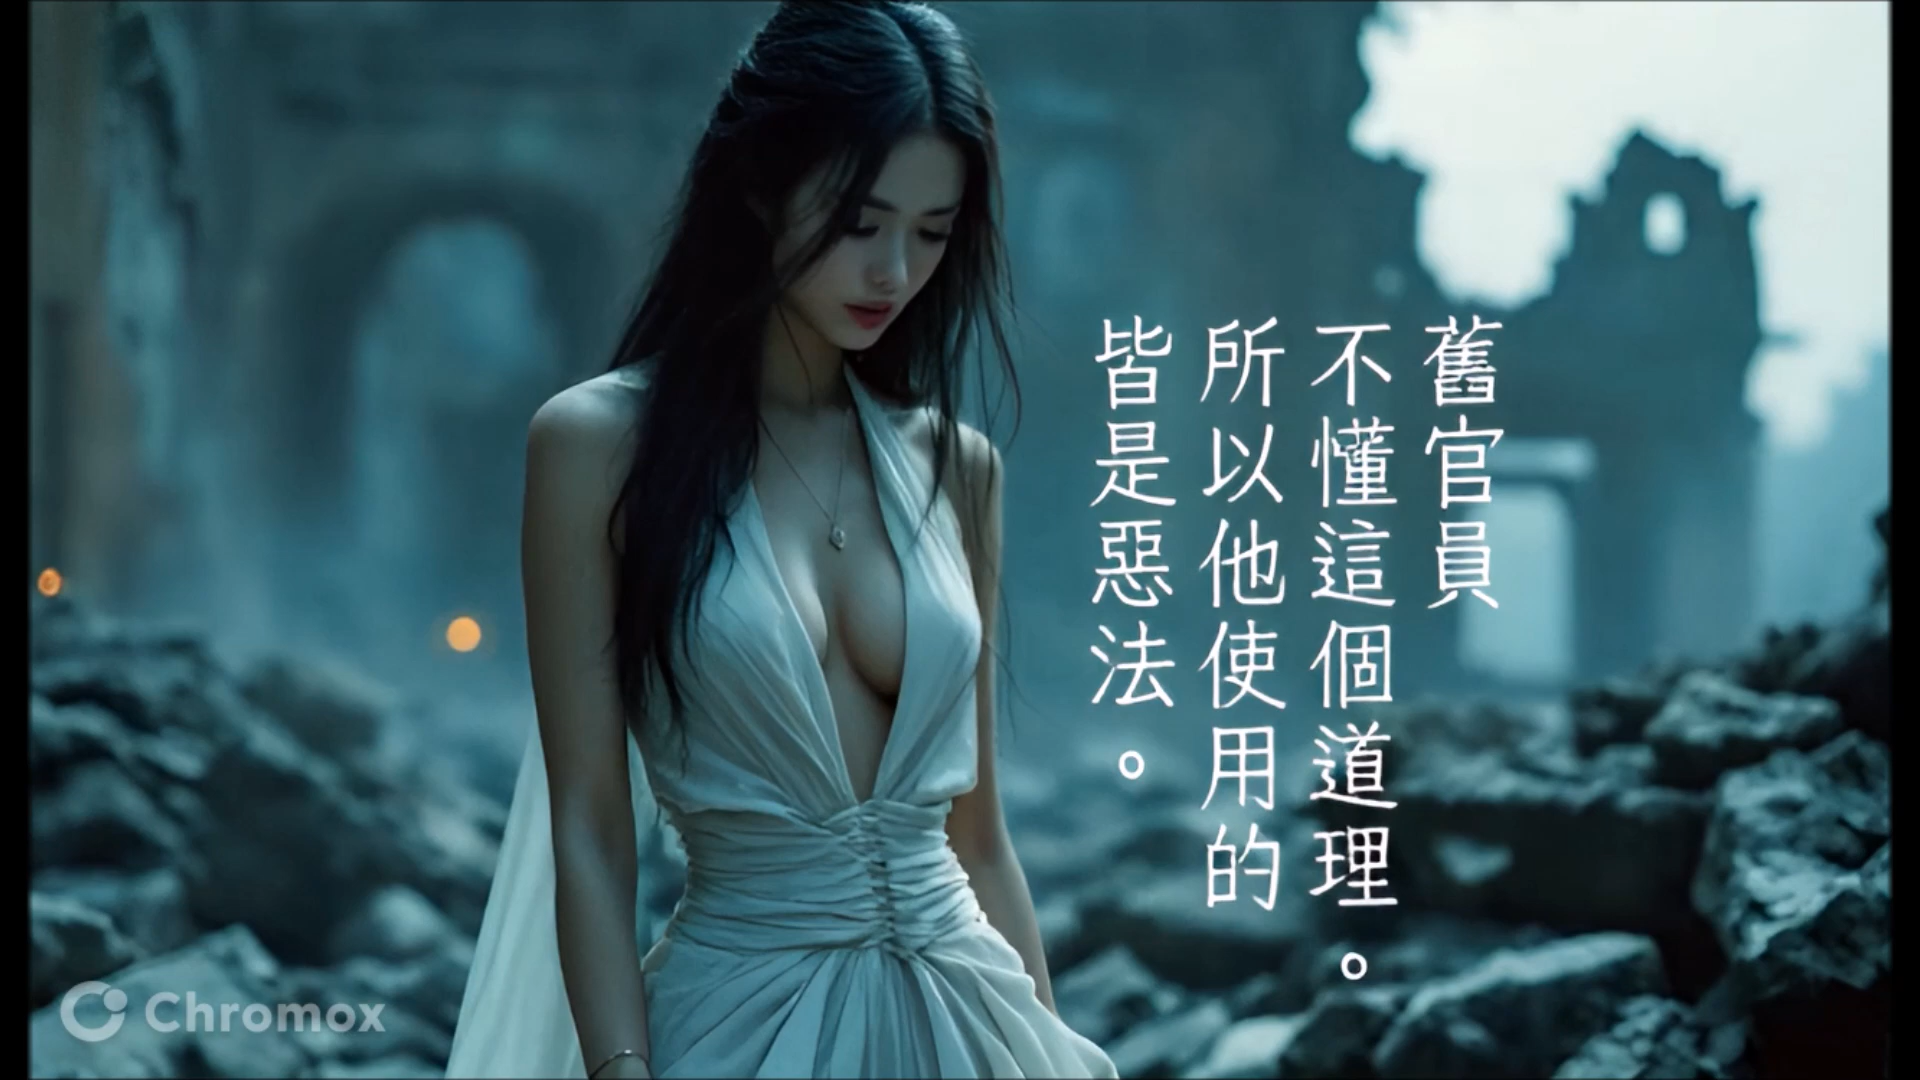 舊官員
不懂這個道理。
所以他使用的
皆是惡法。
Chromox